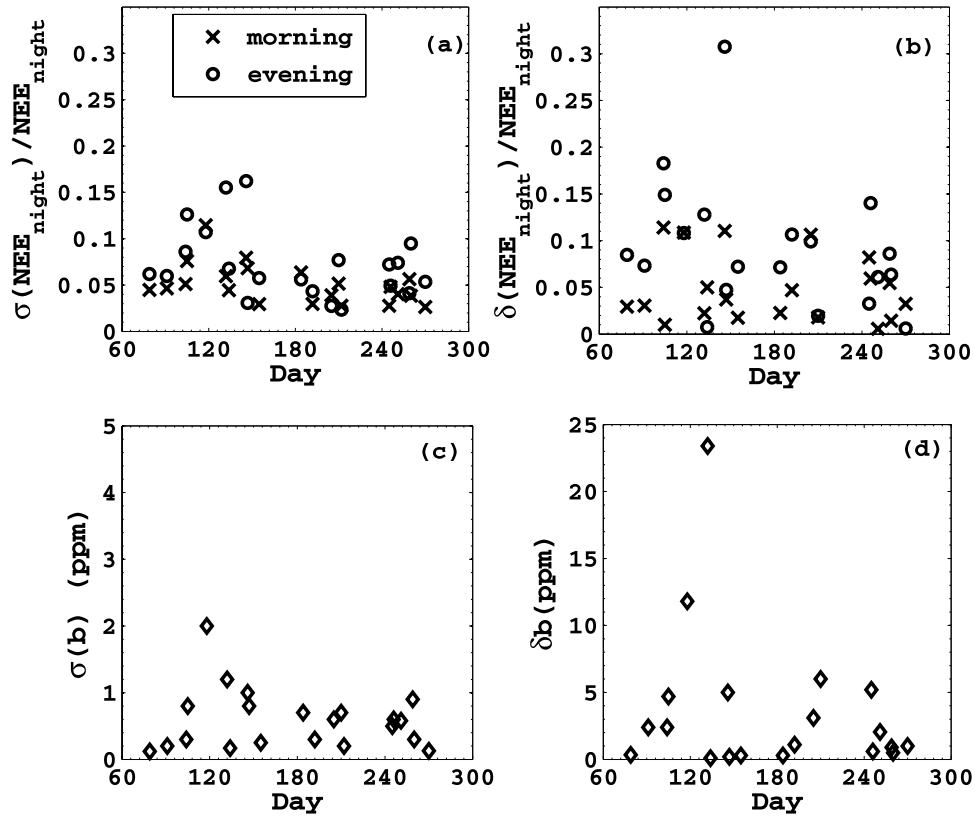 × morning
o evening
(a)
0.3
0.25
0.2
0.15
0.1
0.05
0
60 120 180 240 300
Day
σ(NEE_night)/NEE_night
(b)
0.3
0.25
0.2
0.15
0.1
0.05
0
60 120 180 240 300
Day
δ(NEE_night)/NEE_night
(c)
5
4
3
2
1
0
60 120 180 240 300
Day
σ(b) (ppm)
(d)
25
20
15
10
5
0
60 120 180 240 300
Day
δb(ppm)